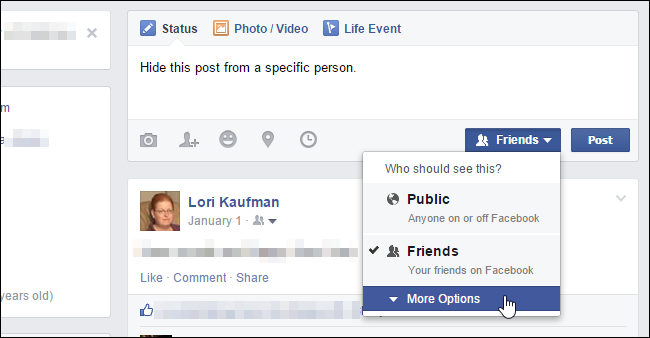 Status Photo / Video Life Event
Hide this post from a specific person.
m
Friends Post
Who should see this?
Public
Anyone on or off Facebook
Lori Kaufman
January 1 ·
Friends
Your friends on Facebook
Like · Comment · Share
years old)
More Options